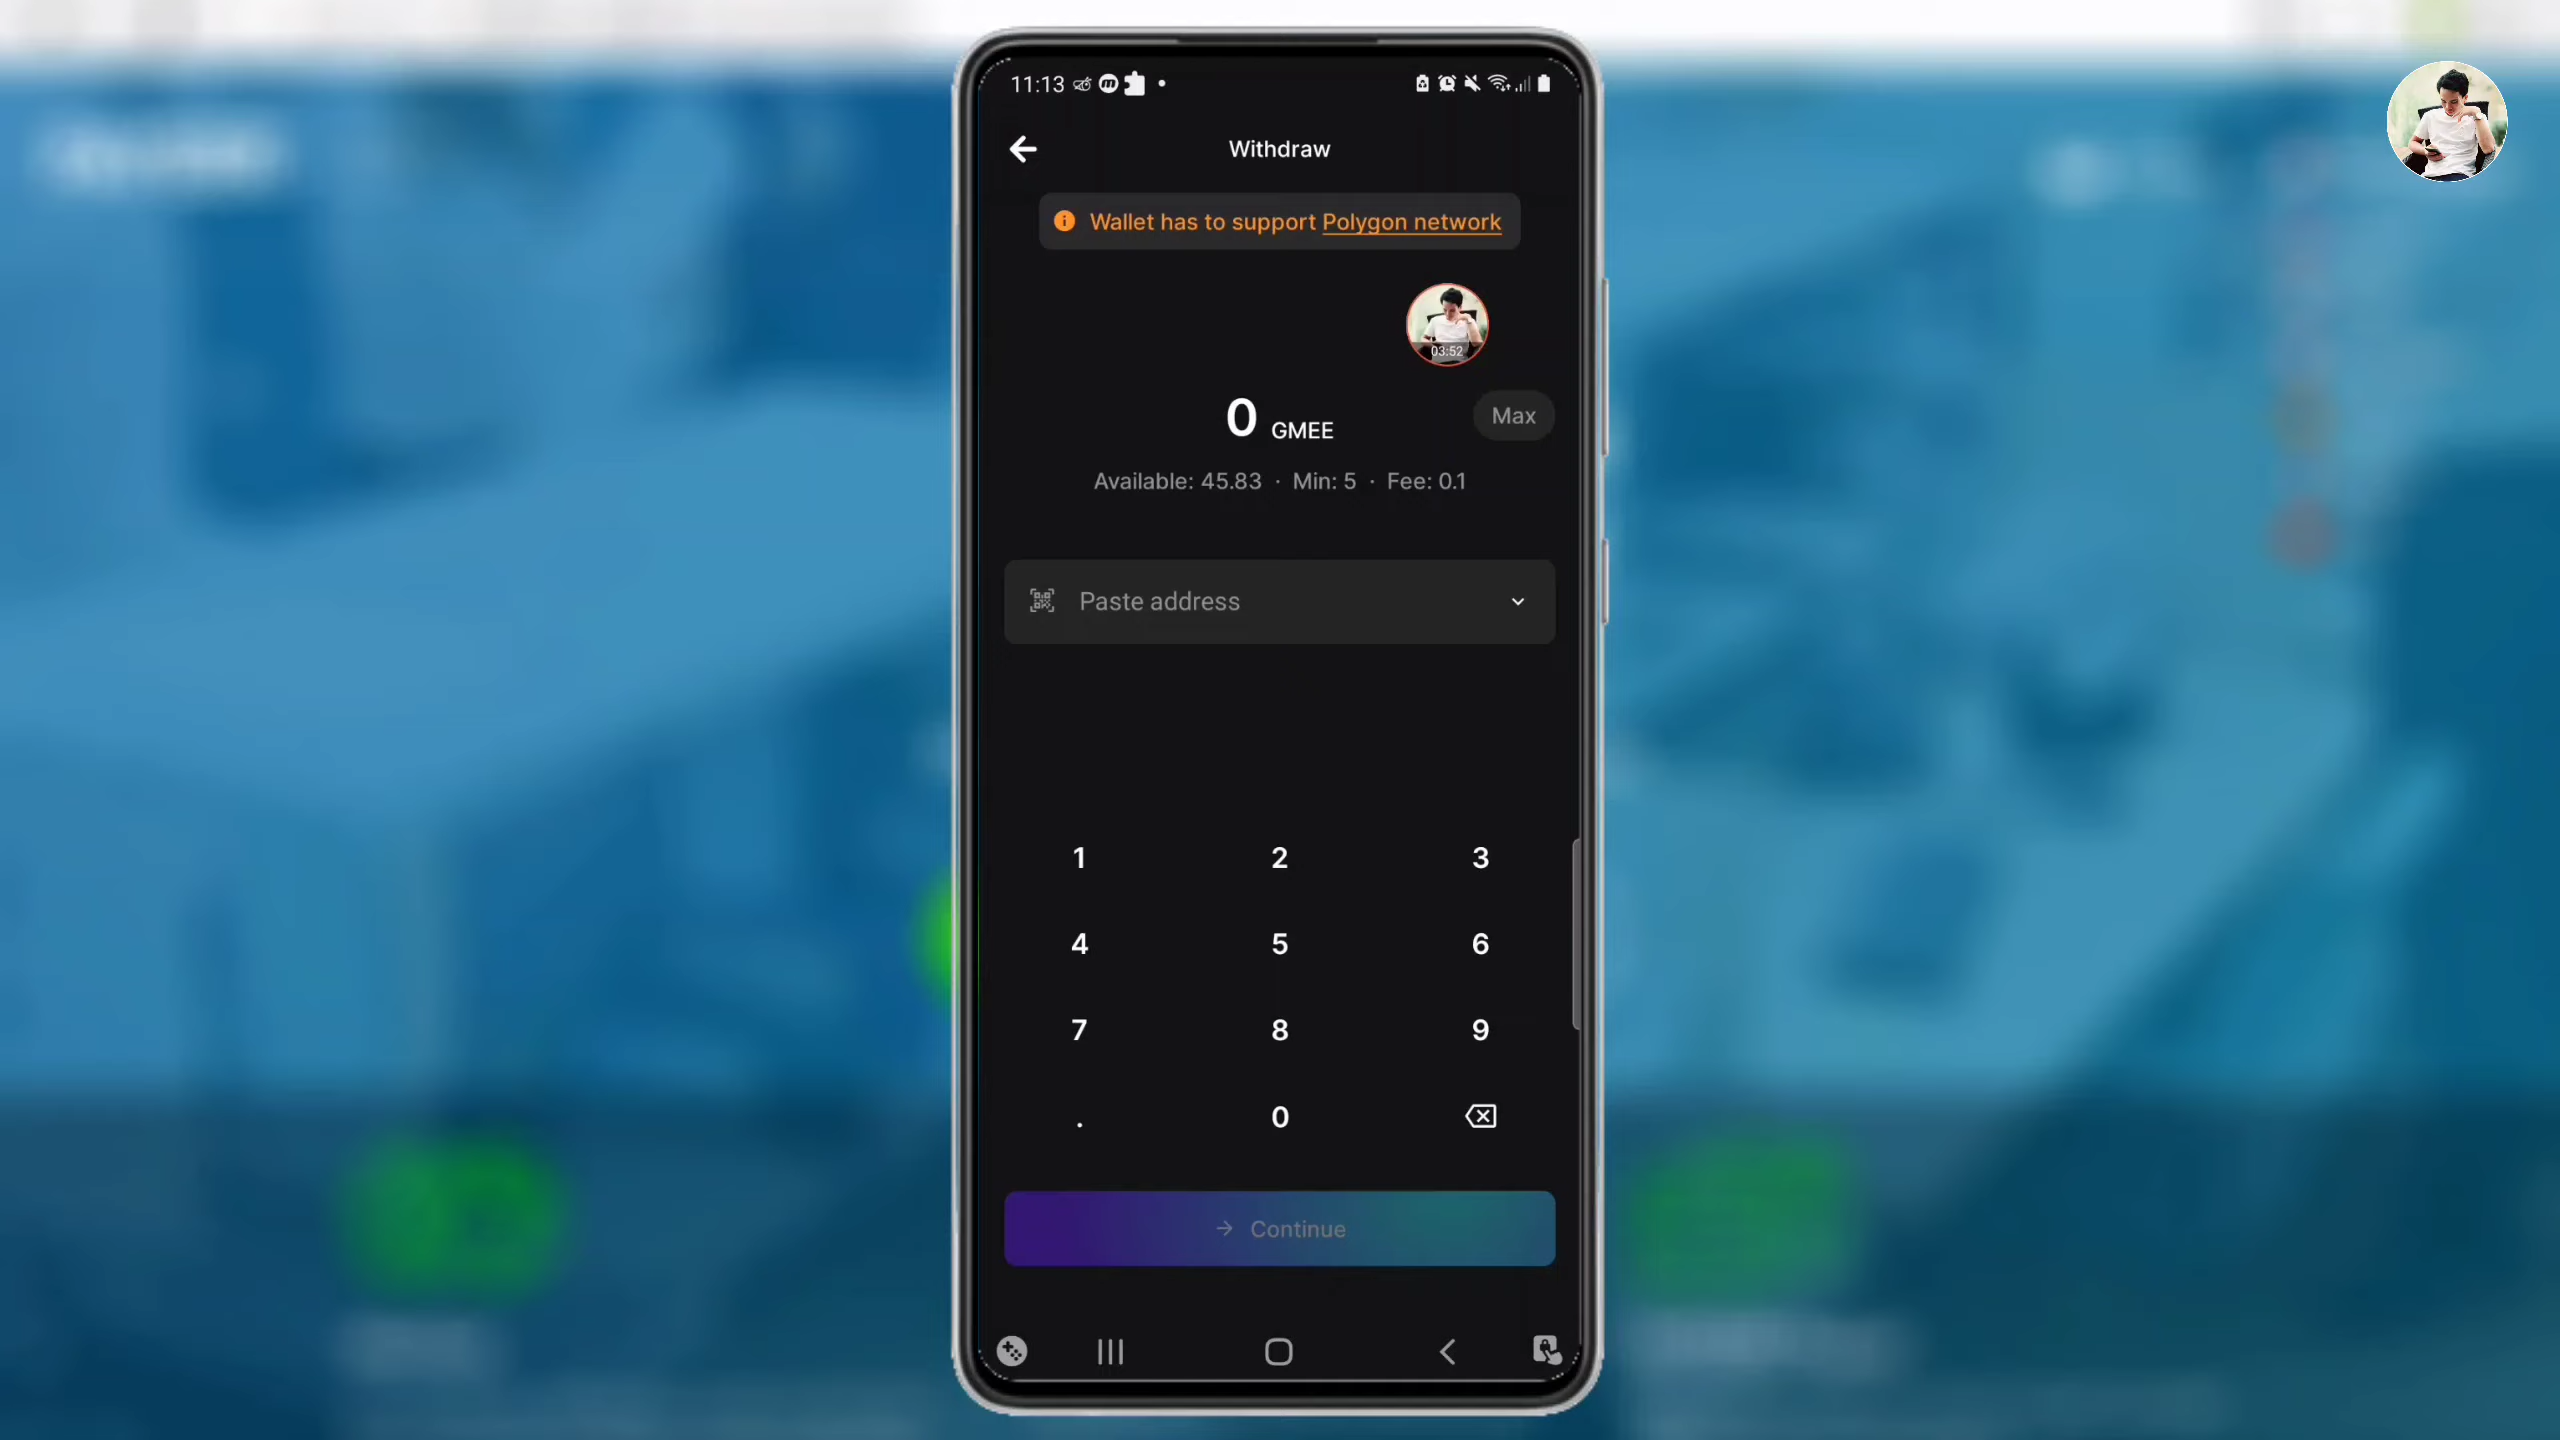 11:13
Withdraw
Wallet has to support Polygon network
03:52
0 GMEE
Max
Available: 45.83 · Min: 5 · Fee: 0.1
Paste address
1 2 3
4 5 6
7 8 9
. 0
Continue